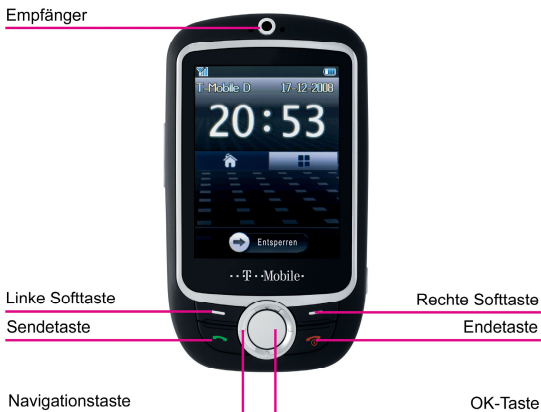 Empfänger
T-Mobile D 17-12-2008
20:53
Entsperren
··T··Mobile·
Linke Softtaste
Rechte Softtaste
Sendetaste
Endetaste
Navigationstaste
OK-Taste